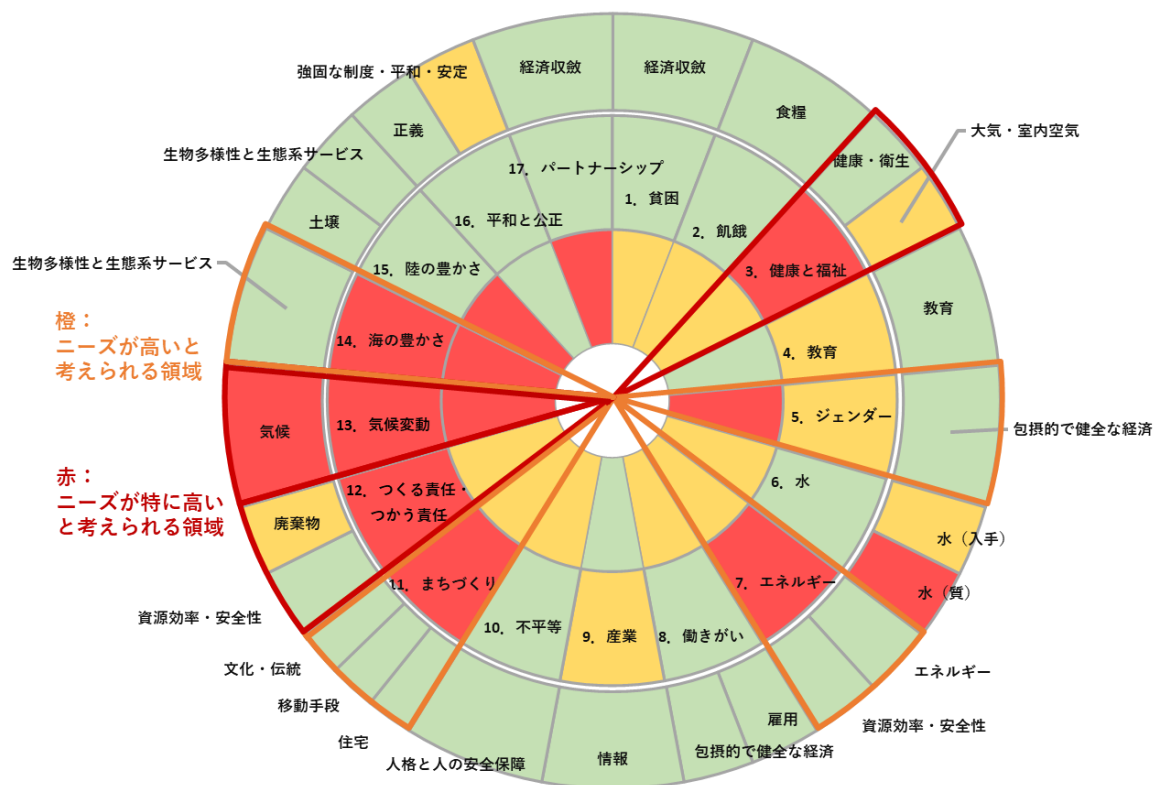 強固な制度・平和・安定
経済収斂
経済収斂
食糧
大気・室内空気
健康・衛生
正義
生物多様性と生態系サービス
土壌
生物多様性と生態系サービス
17．パートナーシップ
1．貧困
16．平和と公正
2．飢餓
15．陸の豊かさ
3．健康と福祉
教育
14．海の豊かさ
4．教育
橙：
ニーズが高いと
考えられる領域
13．気候変動
5．ジェンダー
包摂的で健全な経済
気候
赤：
ニーズが特に高い
と考えられる領域
12．つくる責任・
つかう責任
6．水
廃棄物
水（入手）
水（質）
11．まちづくり
7．エネルギー
10．不平等
9．産業
8．働きがい
資源効率・安全性
文化・伝統
移動手段
住宅
人格と人の安全保障
情報
包摂的で健全な経済
雇用
資源効率・安全性
エネルギー